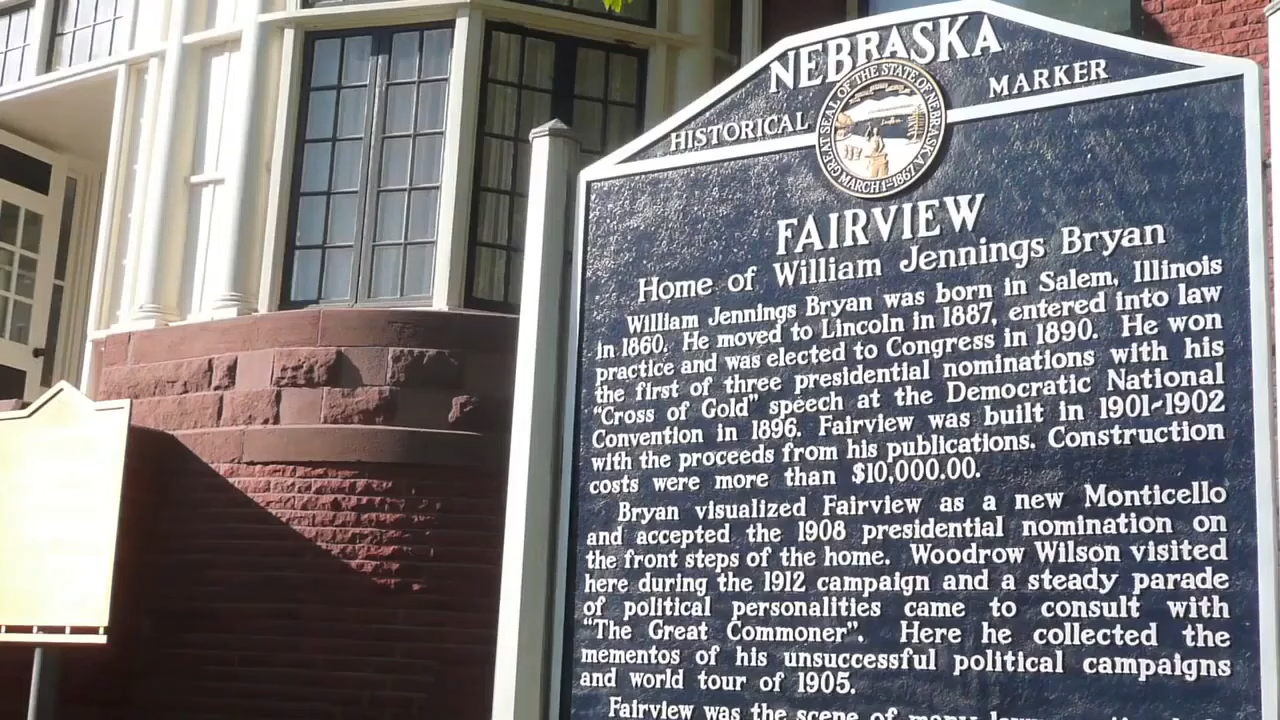 NEBRASKA
HISTORICAL MARKER
GREAT SEAL OF THE STATE OF NEBRASKA
MARCH 1ST 1867
FAIRVIEW
Home of William Jennings Bryan
William Jennings Bryan was born in Salem, Illinois
in 1860. He moved to Lincoln in 1887, entered into law
practice and was elected to Congress in 1890. He won
the first of three presidential nominations with his
"Cross of Gold" speech at the Democratic National
Convention in 1896. Fairview was built in 1901-1902
with the proceeds from his publications. Construction
costs were more than $10,000.00.
Bryan visualized Fairview as a new Monticello
and accepted the 1908 presidential nomination on
the front steps of the home. Woodrow Wilson visited
here during the 1912 campaign and a steady parade
of political personalities came to consult with
"The Great Commoner". Here he collected the
mementos of his unsuccessful political campaigns
and world tour of 1905.
Fairview was the scene of many